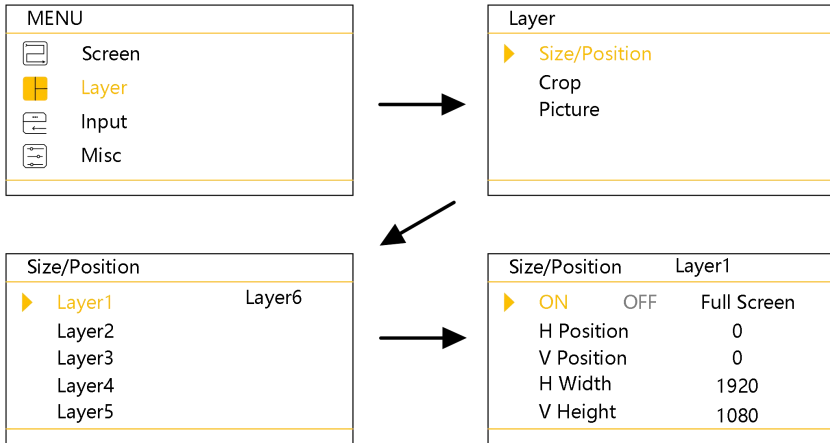 MENU
Screen
Layer
Input
Misc
Layer
Size/Position
Crop
Picture
Size/Position
Layer1 Layer6
Layer2
Layer3
Layer4
Layer5
Size/Position Layer1
ON OFF Full Screen
H Position 0
V Position 0
H Width 1920
V Height 1080